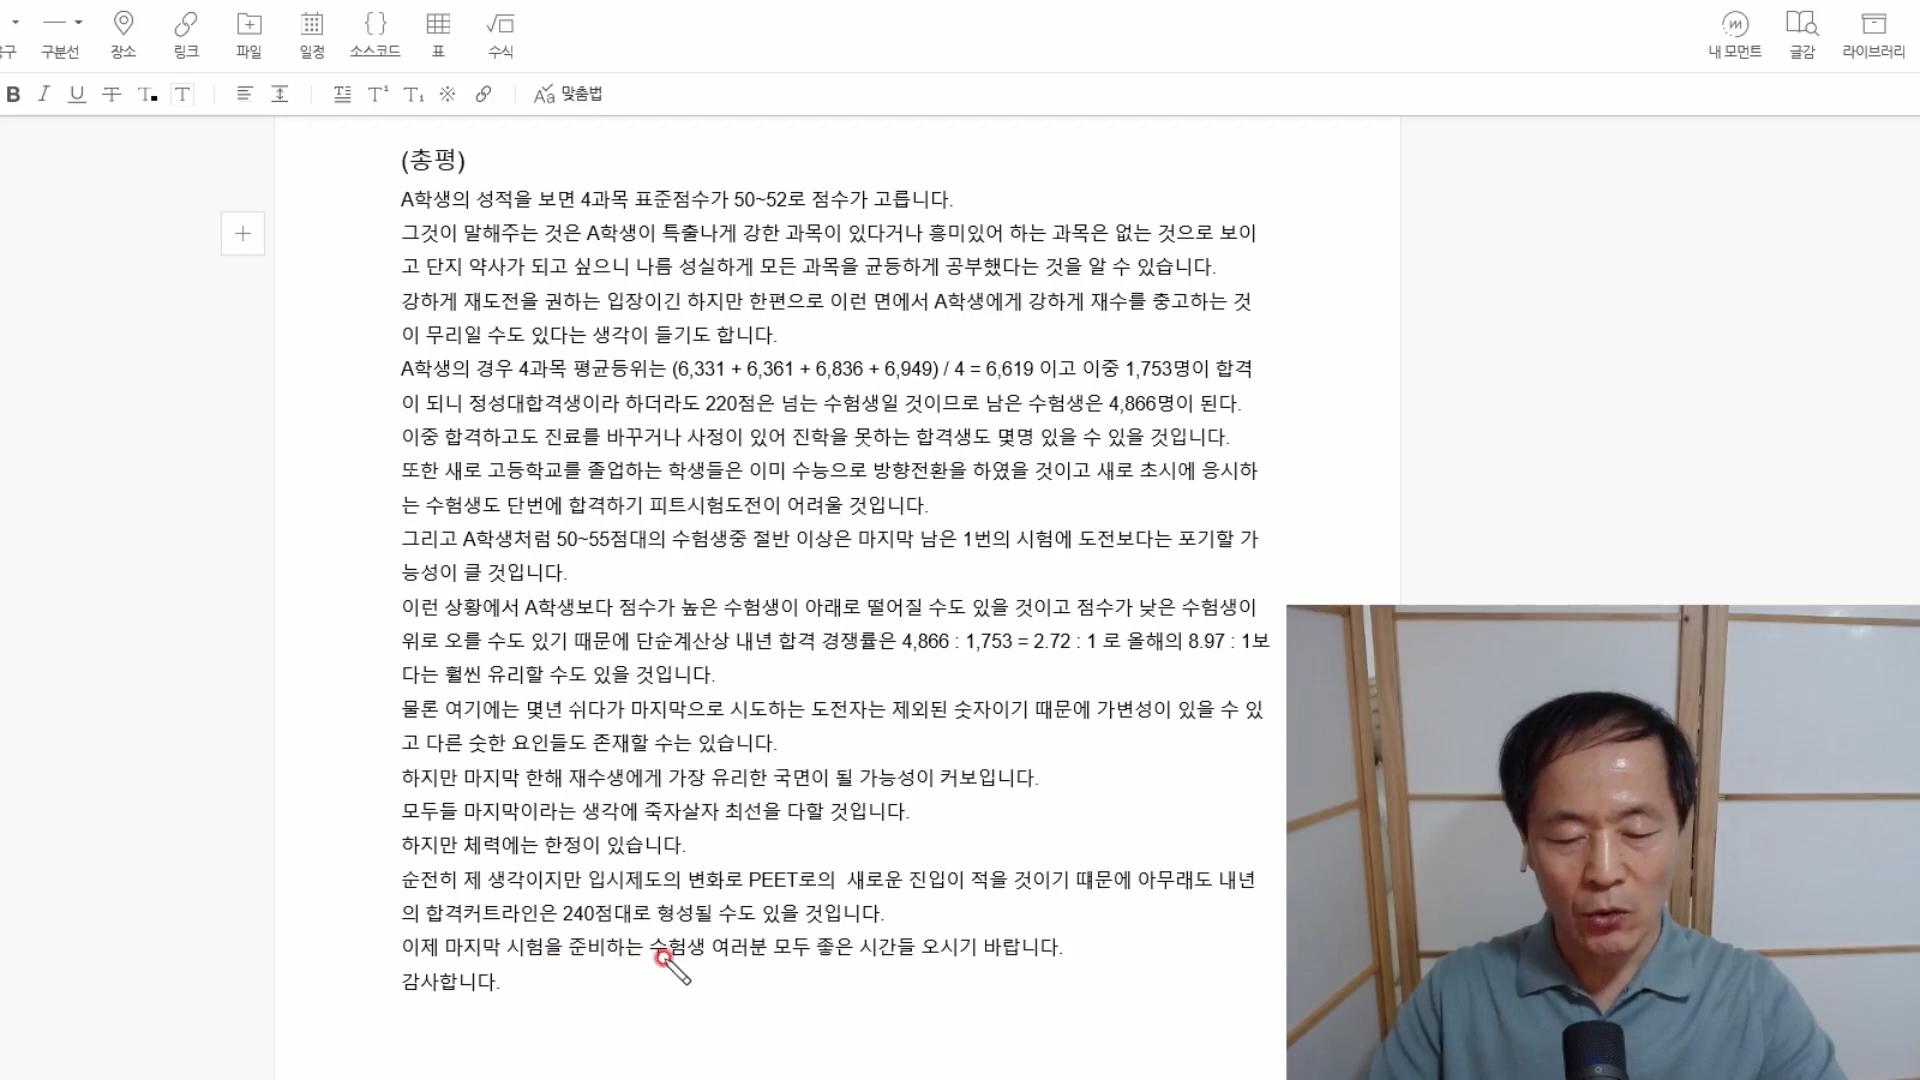 구분선 장소 링크 파일 일정 소스코드 표 수식 내 모먼트 글감 라이브러리
B I U T T. T T¹ T₁ ※ 맞춤법
(총평)
A학생의 성적을 보면 4과목 표준점수가 50~52로 점수가 고릅니다.
그것이 말해주는 것은 A학생이 특출나게 강한 과목이 있다거나 흥미있어 하는 과목은 없는 것으로 보이
고 단지 약사가 되고 싶으니 나름 성실하게 모든 과목을 균등하게 공부했다는 것을 알 수 있습니다.
강하게 재도전을 권하는 입장이긴 하지만 한편으로 이런 면에서 A학생에게 강하게 재수를 충고하는 것
이 무리일 수도 있다는 생각이 들기도 합니다.
A학생의 경우 4과목 평균등위는 (6,331 + 6,361 + 6,836 + 6,949) / 4 = 6,619 이고 이중 1,753명이 합격
이 되니 정성대합격생이라 하더라도 220점은 넘는 수험생일 것이므로 남은 수험생은 4,866명이 된다.
이중 합격하고도 진료를 바꾸거나 사정이 있어 진학을 못하는 합격생도 몇명 있을 수 있을 것입니다.
또한 새로 고등학교를 졸업하는 학생들은 이미 수능으로 방향전환을 하였을 것이고 새로 초시에 응시하
는 수험생도 단번에 합격하기 피트시험도전이 어려울 것입니다.
그리고 A학생처럼 50~55점대의 수험생중 절반 이상은 마지막 남은 1번의 시험에 도전보다는 포기할 가
능성이 클 것입니다.
이런 상황에서 A학생보다 점수가 높은 수험생이 아래로 떨어질 수도 있을 것이고 점수가 낮은 수험생이
위로 오를 수도 있기 때문에 단순계산상 내년 합격 경쟁률은 4,866 : 1,753 = 2.72 : 1 로 올해의 8.97 : 1보
다는 훨씬 유리할 수도 있을 것입니다.
물론 여기에는 몇년 쉬다가 마지막으로 시도하는 도전자는 제외된 숫자이기 때문에 가변성이 있을 수 있
고 다른 숫한 요인들도 존재할 수는 있습니다.
하지만 마지막 한해 재수생에게 가장 유리한 국면이 될 가능성이 커보입니다.
모두들 마지막이라는 생각에 죽자살자 최선을 다할 것입니다.
하지만 체력에는 한정이 있습니다.
순전히 제 생각이지만 입시제도의 변화로 PEET로의 새로운 진입이 적을 것이기 떄문에 아무래도 내년
의 합격커트라인은 240점대로 형성될 수도 있을 것입니다.
이제 마지막 시험을 준비하는 수험생 여러분 모두 좋은 시간들 오시기 바랍니다.
감사합니다.